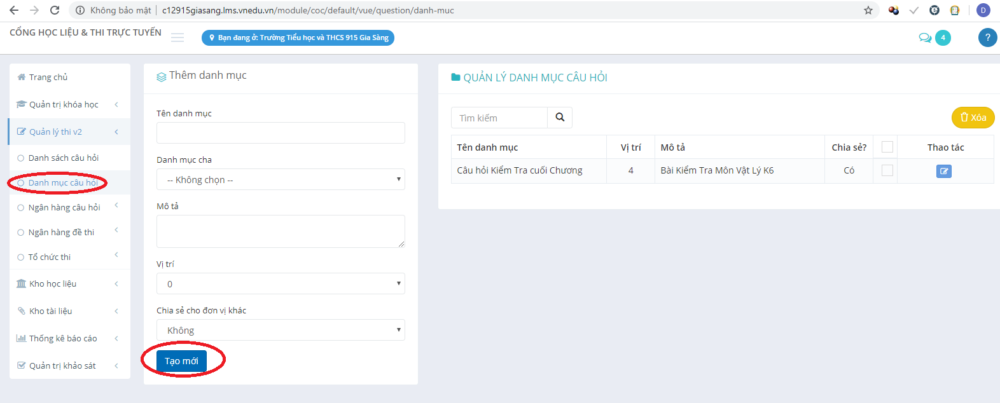 Không bảo mật
c12915giasang.lms.vnedu.vn/module/coc/default/vue/question/danh-muc
D
CỔNG HỌC LIỆU & THI TRỰC TUYẾN
Bạn đang ở: Trường Tiểu học và THCS 915 Gia Sàng
4
?
Trang chủ
Quản trị khóa học
Quản lý thi v2
Danh sách câu hỏi
Danh mục câu hỏi
Ngân hàng câu hỏi
Ngân hàng đề thi
Tổ chức thi
Kho học liệu
Kho tài liệu
Thống kê báo cáo
Quản trị khảo sát
Thêm danh mục
Tên danh mục
Danh mục cha
-- Không chọn --
Mô tả
Vị trí
0
Chia sẻ cho đơn vị khác
Không
Tạo mới
QUẢN LÝ DANH MỤC CÂU HỎI
Tìm kiếm
Xóa
Tên danh mục Vị trí Mô tả Chia sẻ? Thao tác
Câu hỏi Kiểm Tra cuối Chương 4 Bài Kiểm Tra Môn Vật Lý K6 Có